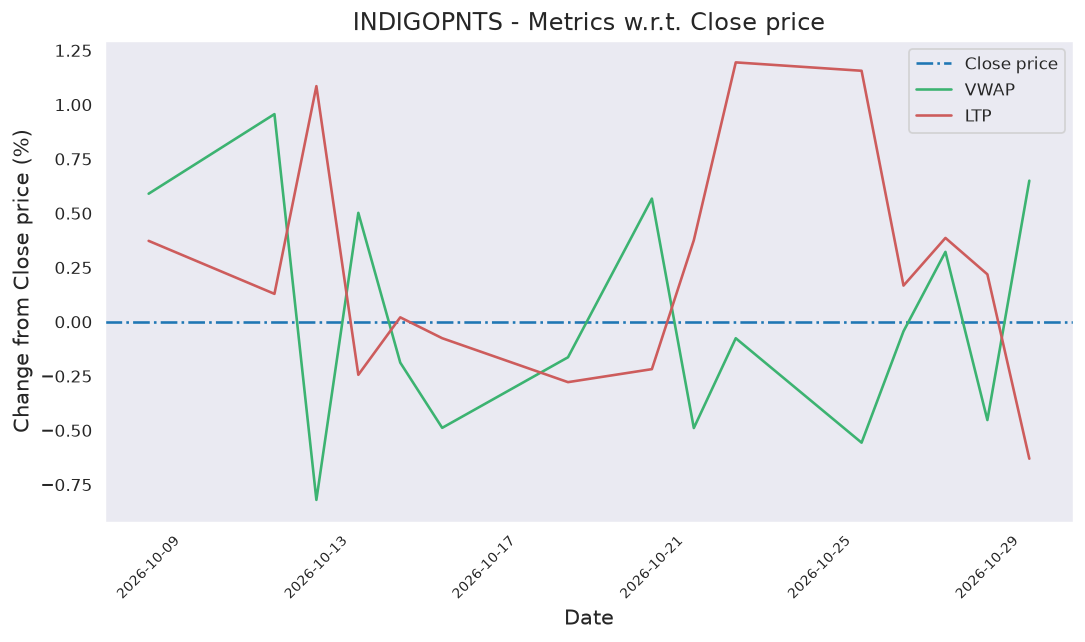 INDIGOPNTS - Metrics w.r.t. Close price
Close price
VWAP
LTP
Change from Close price (%)
1.25
1.00
0.75
0.50
0.25
0.00
−0.25
−0.50
−0.75
2026-10-09
2026-10-13
2026-10-17
2026-10-21
2026-10-25
2026-10-29
Date